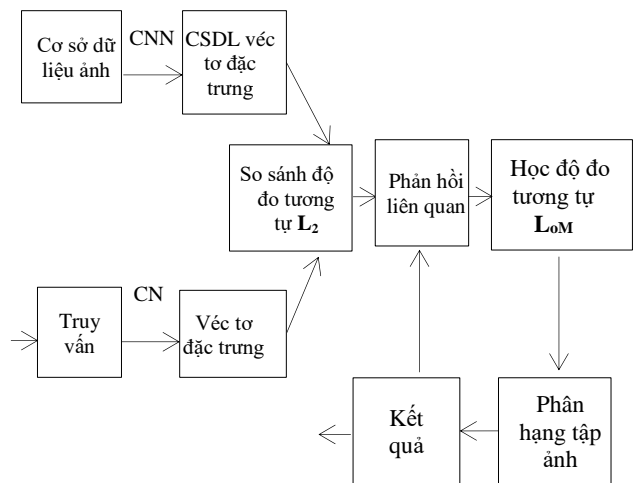 Cơ sở dữ
liệu ảnh
CNN
CSDL véc
tơ đặc
trưng
So sánh độ
đo tương
tự L2
Phản hồi
liên quan
Học độ đo
tương tự
LoM
Truy
vấn
CN
Véc tơ
đặc trưng
Kết
quả
Phân
hạng tập
ảnh